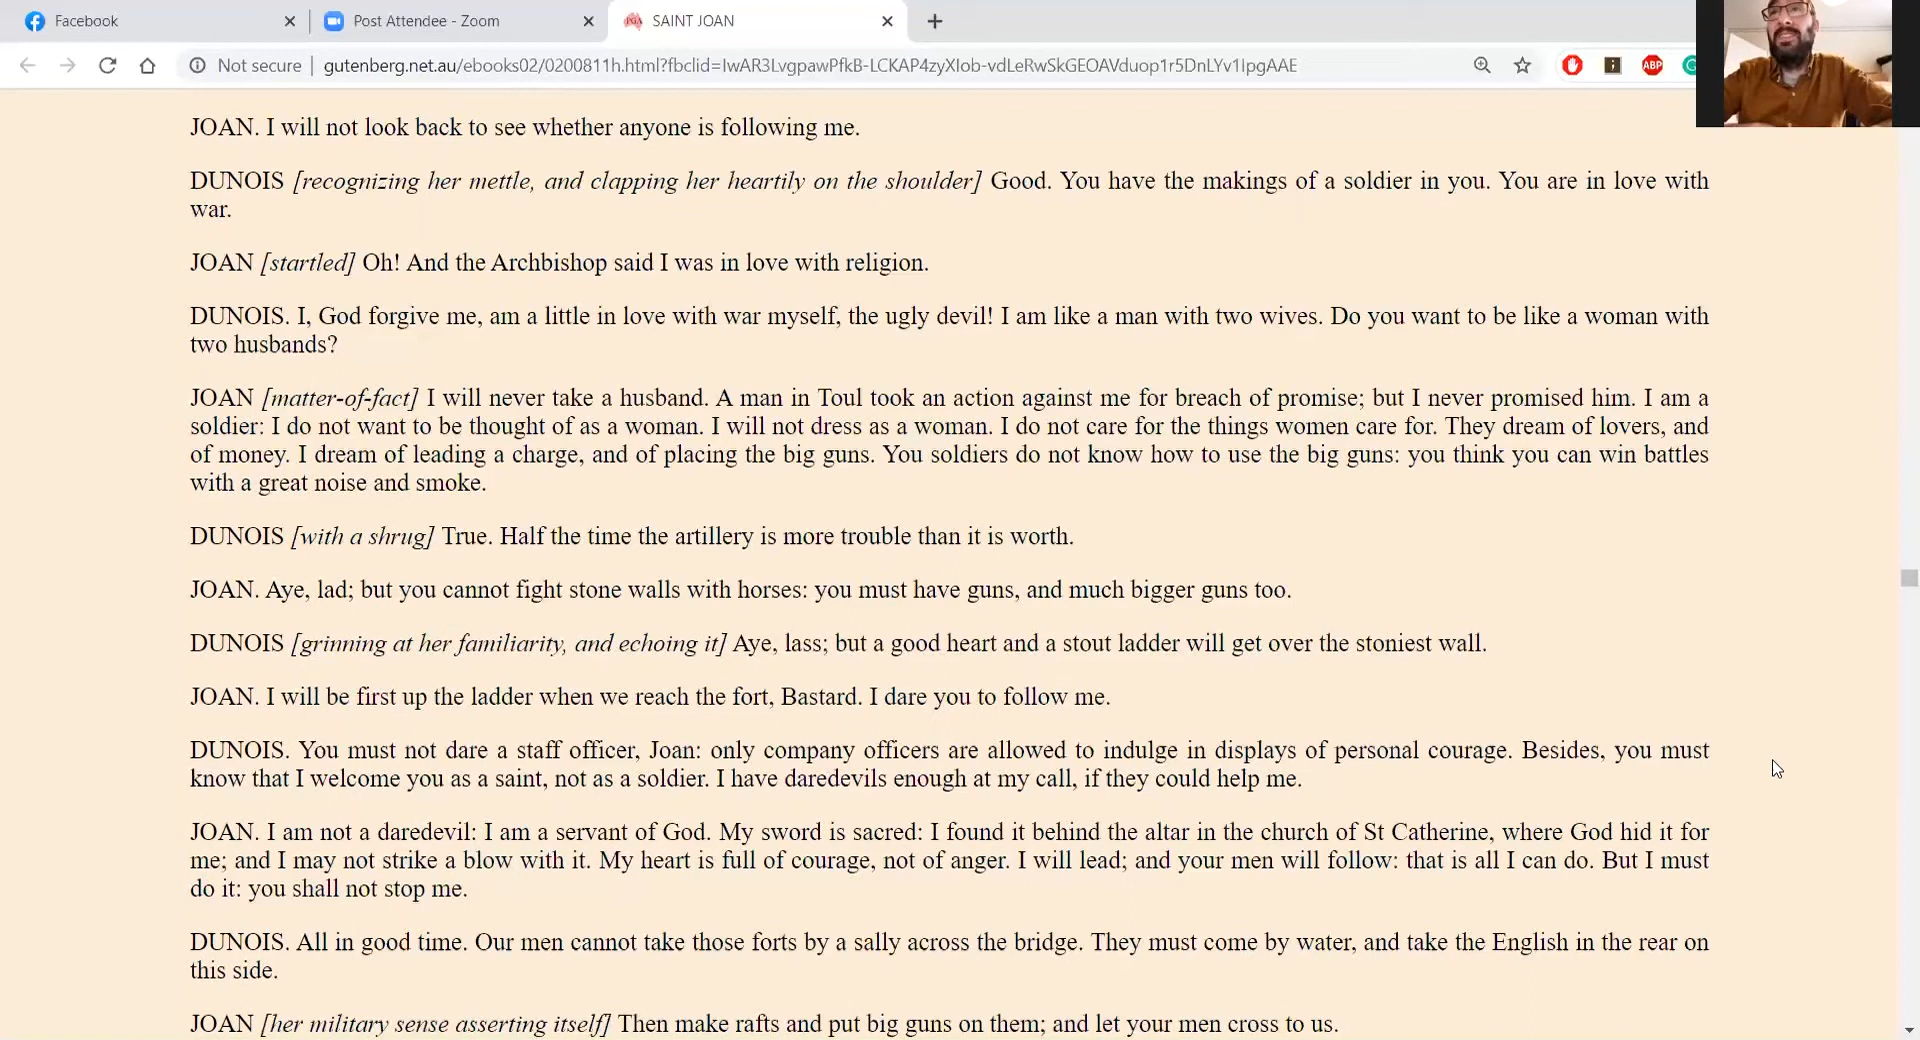 Facebook
Post Attendee - Zoom
SAINT JOAN
Not secure
gutenberg.net.au/ebooks02/0200811h.html?fbclid=IwAR3LvgpawPfkB-LCKAP4zyXIob-vdLeRwSkGEOAVduop1r5DnLYv1IpgAAE
ABP
JOAN. I will not look back to see whether anyone is following me.
DUNOIS [recognizing her mettle, and clapping her heartily on the shoulder] Good. You have the makings of a soldier in you. You are in love with
war.
JOAN [startled] Oh! And the Archbishop said I was in love with religion.
DUNOIS. I, God forgive me, am a little in love with war myself, the ugly devil! I am like a man with two wives. Do you want to be like a woman with
two husbands?
JOAN [matter-of-fact] I will never take a husband. A man in Toul took an action against me for breach of promise; but I never promised him. I am a
soldier: I do not want to be thought of as a woman. I will not dress as a woman. I do not care for the things women care for. They dream of lovers, and
of money. I dream of leading a charge, and of placing the big guns. You soldiers do not know how to use the big guns: you think you can win battles
with a great noise and smoke.
DUNOIS [with a shrug] True. Half the time the artillery is more trouble than it is worth.
JOAN. Aye, lad; but you cannot fight stone walls with horses: you must have guns, and much bigger guns too.
DUNOIS [grinning at her familiarity, and echoing it] Aye, lass; but a good heart and a stout ladder will get over the stoniest wall.
JOAN. I will be first up the ladder when we reach the fort, Bastard. I dare you to follow me.
DUNOIS. You must not dare a staff officer, Joan: only company officers are allowed to indulge in displays of personal courage. Besides, you must
know that I welcome you as a saint, not as a soldier. I have daredevils enough at my call, if they could help me.
JOAN. I am not a daredevil: I am a servant of God. My sword is sacred: I found it behind the altar in the church of St Catherine, where God hid it for
me; and I may not strike a blow with it. My heart is full of courage, not of anger. I will lead; and your men will follow: that is all I can do. But I must
do it: you shall not stop me.
DUNOIS. All in good time. Our men cannot take those forts by a sally across the bridge. They must come by water, and take the English in the rear on
this side.
JOAN [her military sense asserting itself] Then make rafts and put big guns on them; and let your men cross to us.